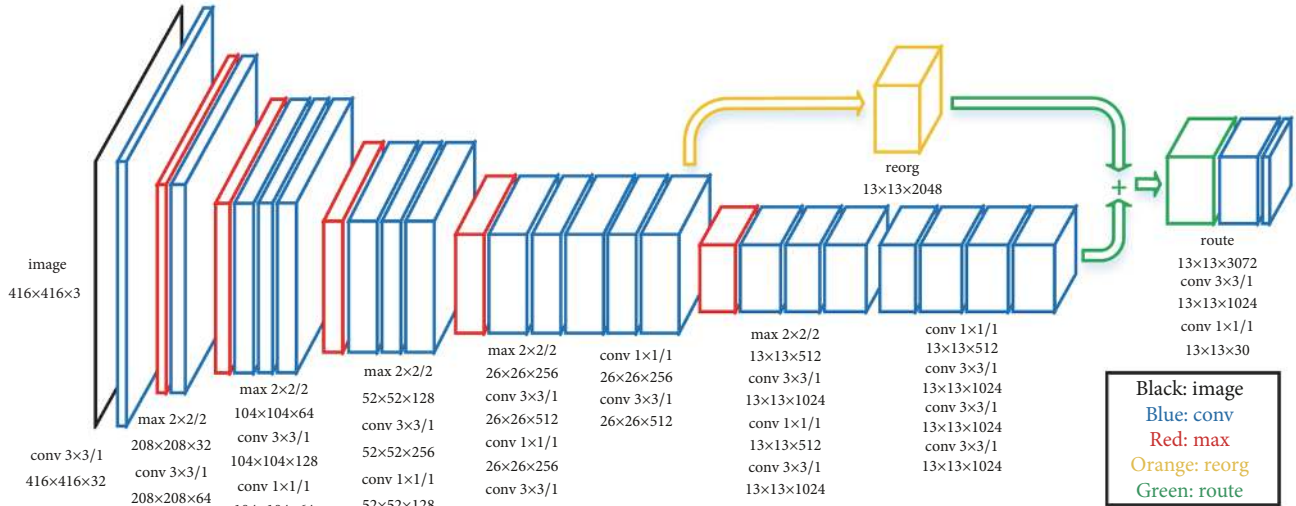 image
416×416×3
conv 3×3/1
416×416×32
max 2×2/2
208×208×32
conv 3×3/1
208×208×64
max 2×2/2
104×104×64
conv 3×3/1
104×104×128
conv 1×1/1
max 2×2/2
52×52×128
conv 3×3/1
52×52×256
conv 1×1/1
52×52×128
max 2×2/2
26×26×256
conv 3×3/1
26×26×512
conv 1×1/1
26×26×256
conv 3×3/1
conv 1×1/1
26×26×256
conv 3×3/1
26×26×512
reorg
13×13×2048
max 2×2/2
13×13×512
conv 3×3/1
13×13×1024
conv 1×1/1
13×13×512
conv 3×3/1
13×13×1024
conv 1×1/1
13×13×512
conv 3×3/1
13×13×1024
conv 3×3/1
13×13×1024
conv 3×3/1
13×13×1024
+
route
13×13×3072
conv 3×3/1
13×13×1024
conv 1×1/1
13×13×30
Black: image
Blue: conv
Red: max
Orange: reorg
Green: route